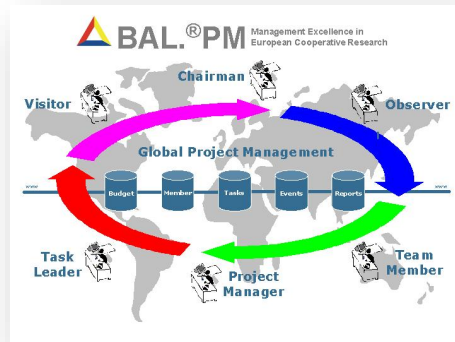 BAL.®PM
Management Excellence in
European Cooperative Research
Chairman
Visitor
Observer
Global Project Management
www
www
Budget
Member
Tasks
Events
Reports
Task
Leader
Project
Manager
Team
Member